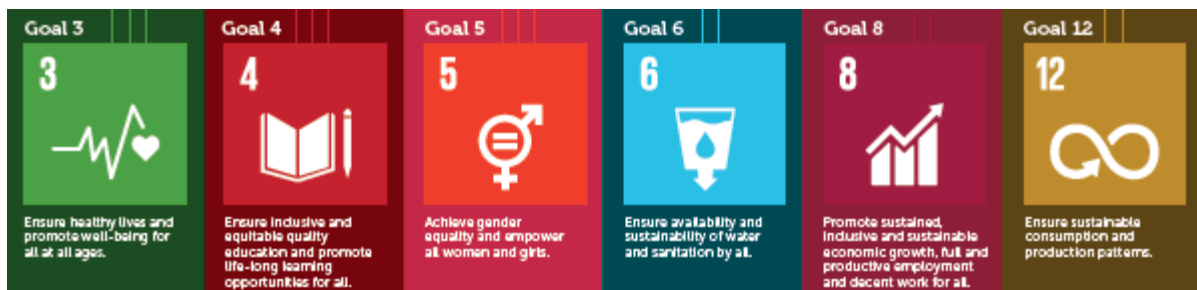 Goal 3
3
Ensure healthy lives and
promote well-being for
all at all ages.
Goal 4
4
Ensure inclusive and
equitable quality
education and promote
life-long learning
opportunities for all.
Goal 5
5
Achieve gender
equality and empower
all women and girls.
Goal 6
6
Ensure availability and
sustainability of water
and sanitation by all.
Goal 8
8
Promote sustained,
inclusive and sustainable
economic growth, full and
productive employment
and decent work for all.
Goal 12
12
Ensure sustainable
consumption and
production patterns.